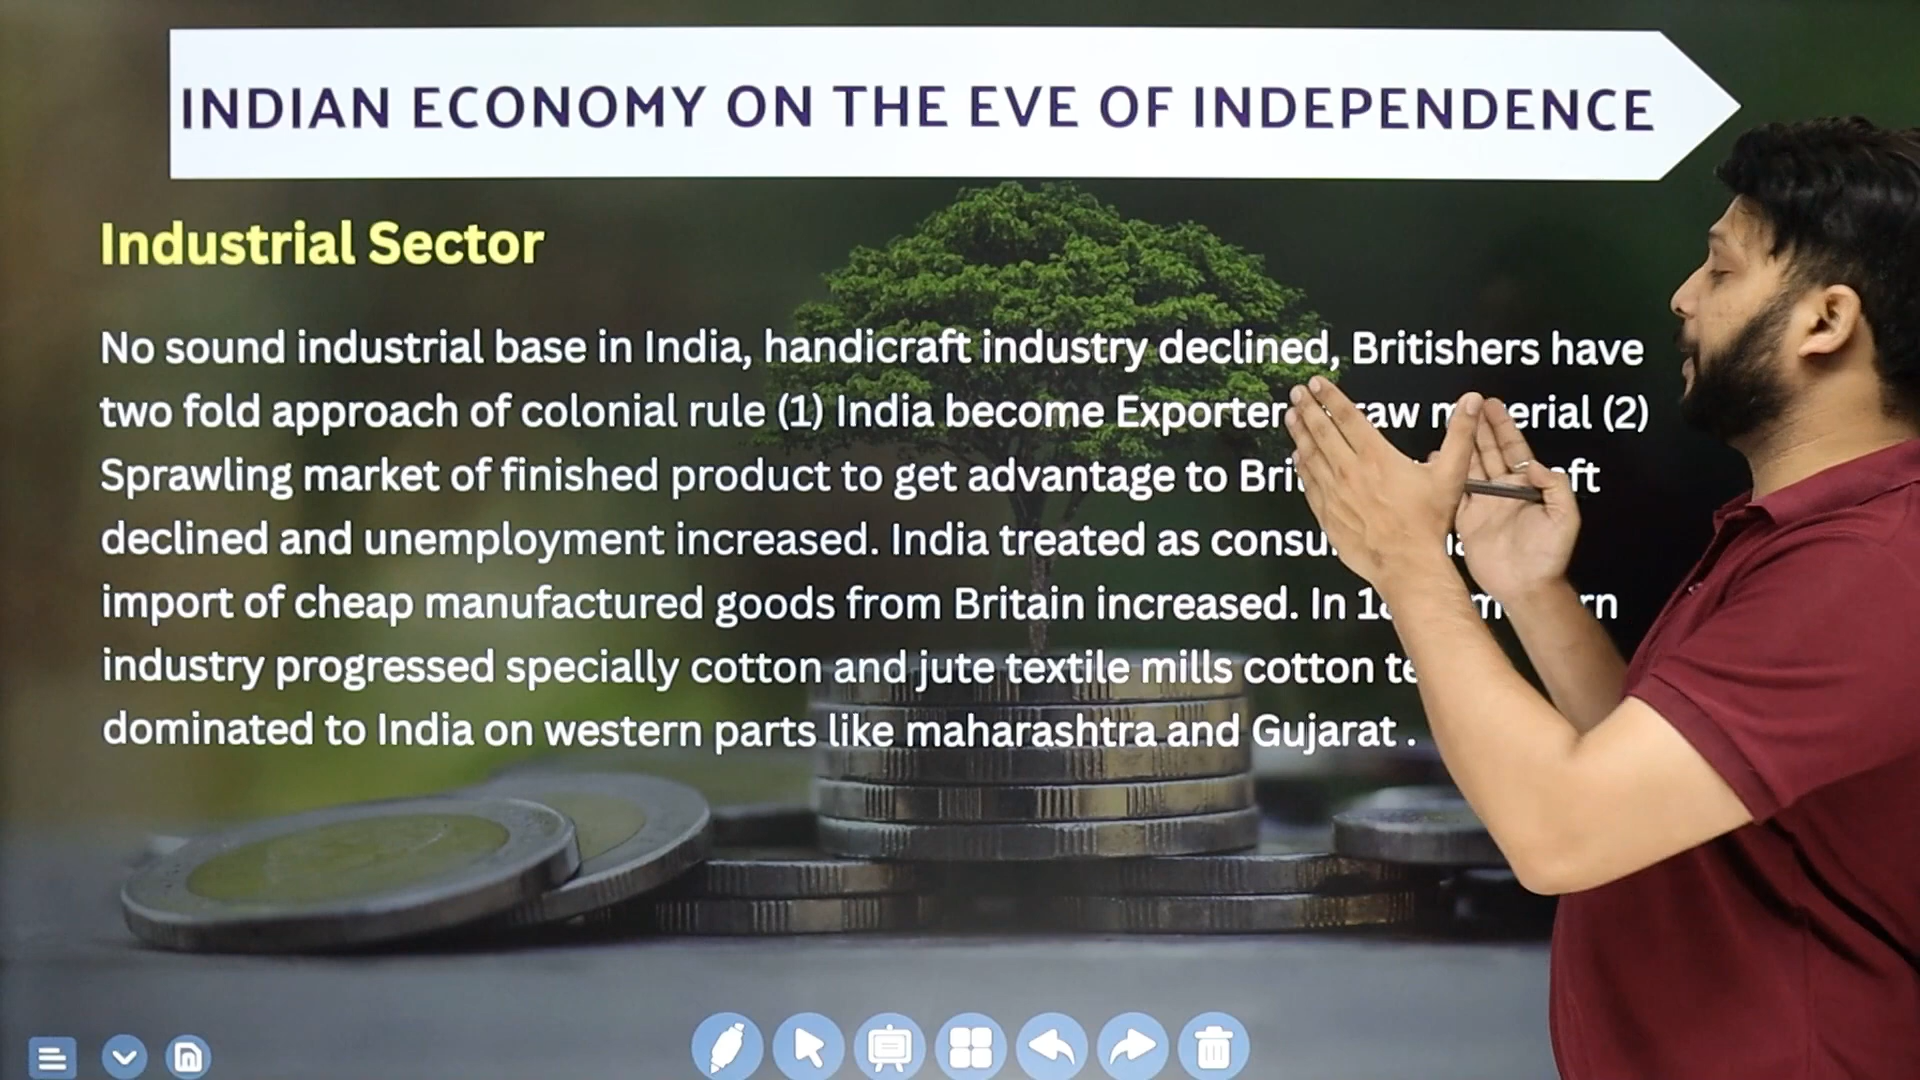 INDIAN ECONOMY ON THE EVE OF INDEPENDENCE
Industrial Sector
No sound industrial base in India, handicraft industry declined, Britishers have
two fold approach of colonial rule (1) India become Exporter raw (2)
Sprawling market of finished product to get advantage to
declined and unemployment increased. India treated as
import of cheap manufactured goods from Britain increased. In
industry progressed specially cotton and jute textile mills cotton
dominated to India on western parts like maharashtra and Gujarat .